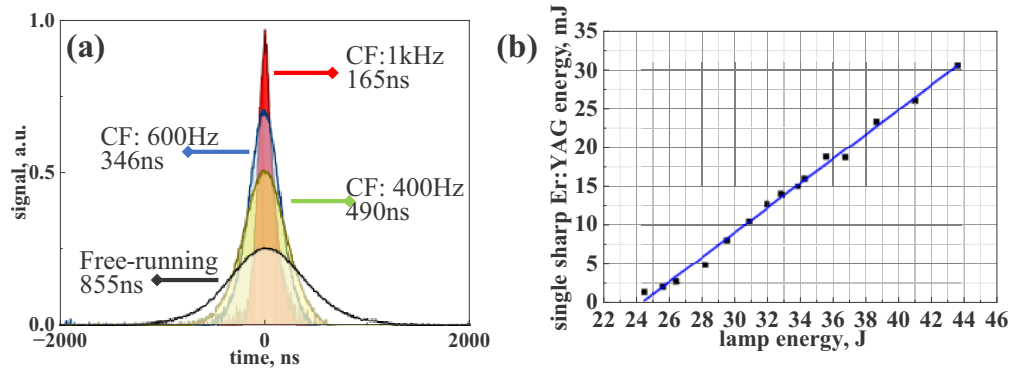 (a)
1.0
0.5
0.0
signal, a.u.
CF:1kHz
165ns
CF: 600Hz
346ns
CF: 400Hz
490ns
Free-running
855ns
−2000
0
2000
time, ns
(b)
single sharp Er:YAG energy, mJ
35
30
25
20
15
10
5
0
22 24 26 28 30 32 34 36 38 40 42 44 46
lamp energy, J